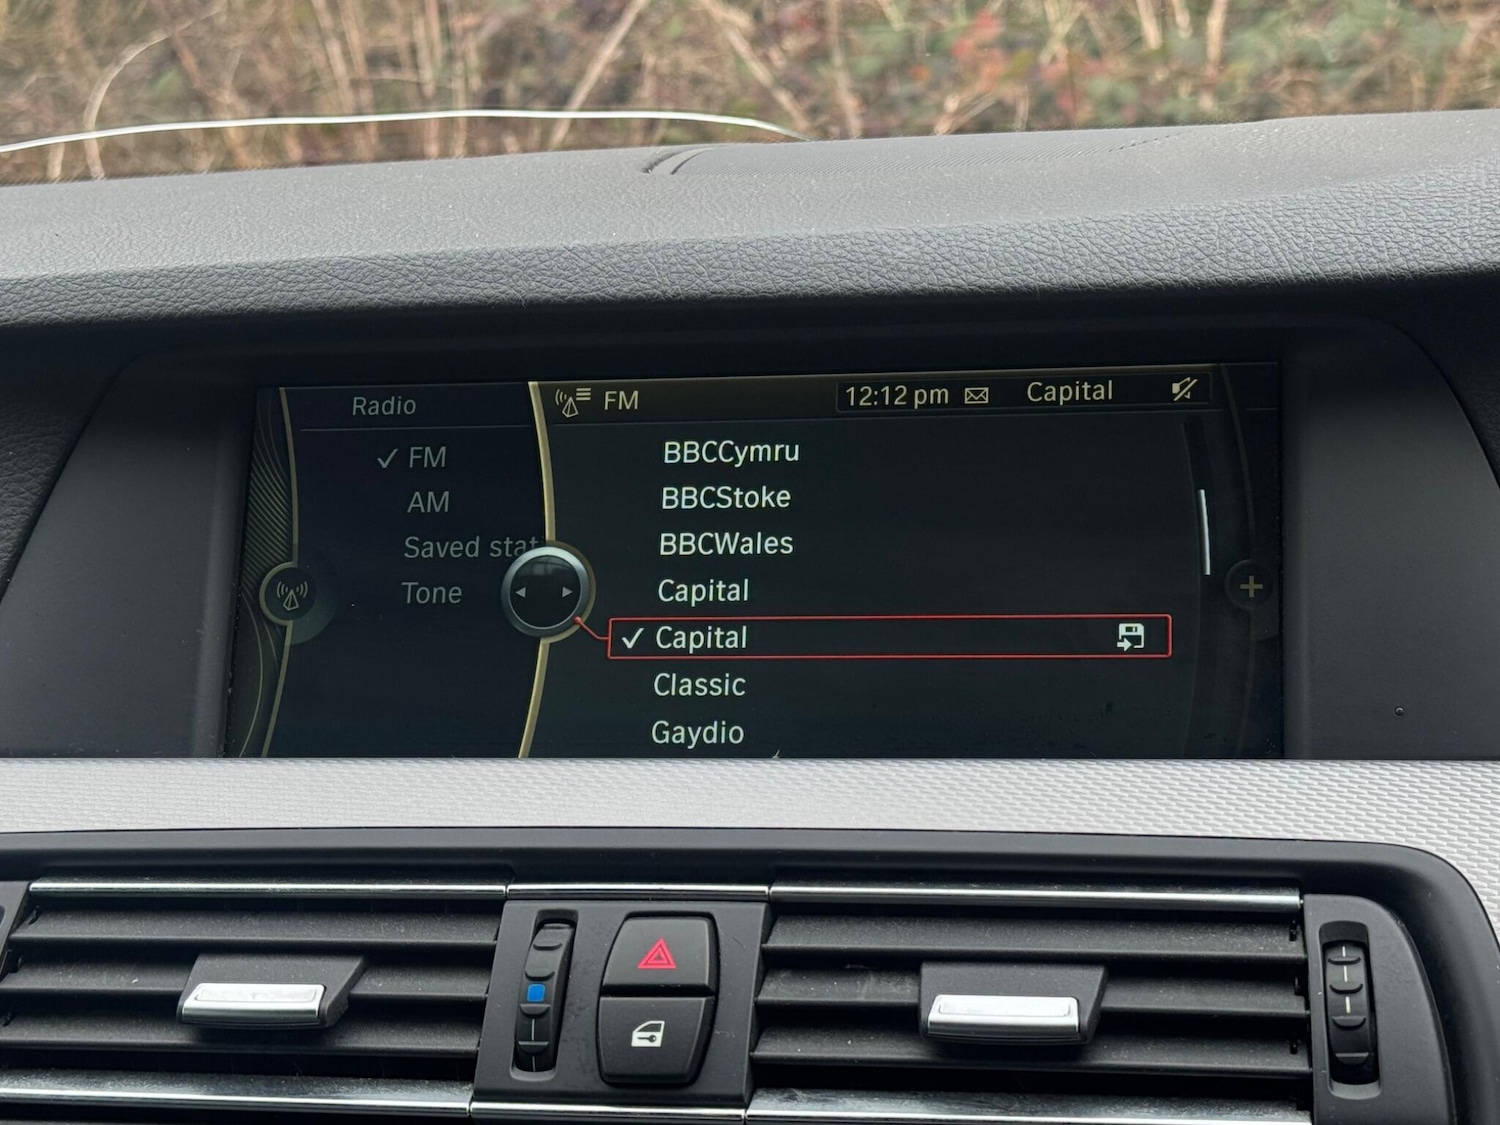 Radio
✓ FM
AM
Saved stat
Tone
FM 12:12 pm Capital
BBCCymru
BBCStoke
BBCWales
Capital
✓ Capital
Classic
Gaydio